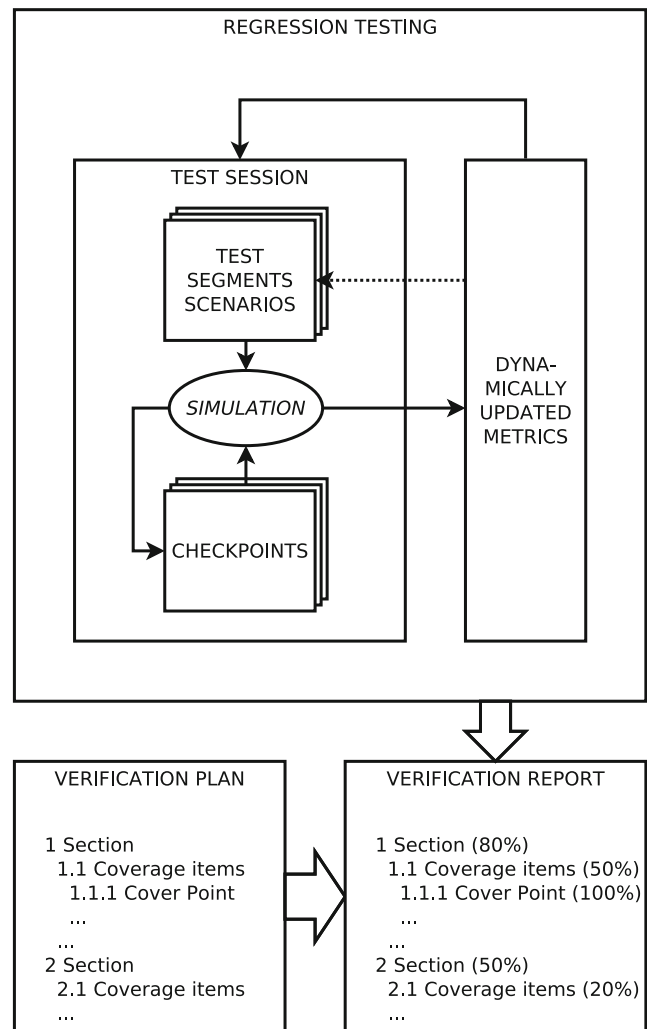 REGRESSION TESTING
TEST SESSION
TEST
SEGMENTS
SCENARIOS
SIMULATION
CHECKPOINTS
DYNA-
MICALLY
UPDATED
METRICS
VERIFICATION PLAN
1 Section
1.1 Coverage items
1.1.1 Cover Point
...
...
2 Section
2.1 Coverage items
...
VERIFICATION REPORT
1 Section (80%)
1.1 Coverage items (50%)
1.1.1 Cover Point (100%)
...
...
2 Section (50%)
2.1 Coverage items (20%)
...